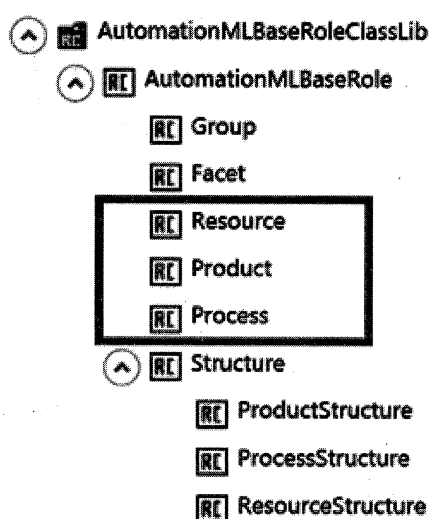 AutomationMLBaseRoleClassLib
RC AutomationMLBaseRole
RC Group
RC Facet
RC Resource
RC Product
RC Process
RC Structure
RC ProductStructure
RC ProcessStructure
RC ResourceStructure